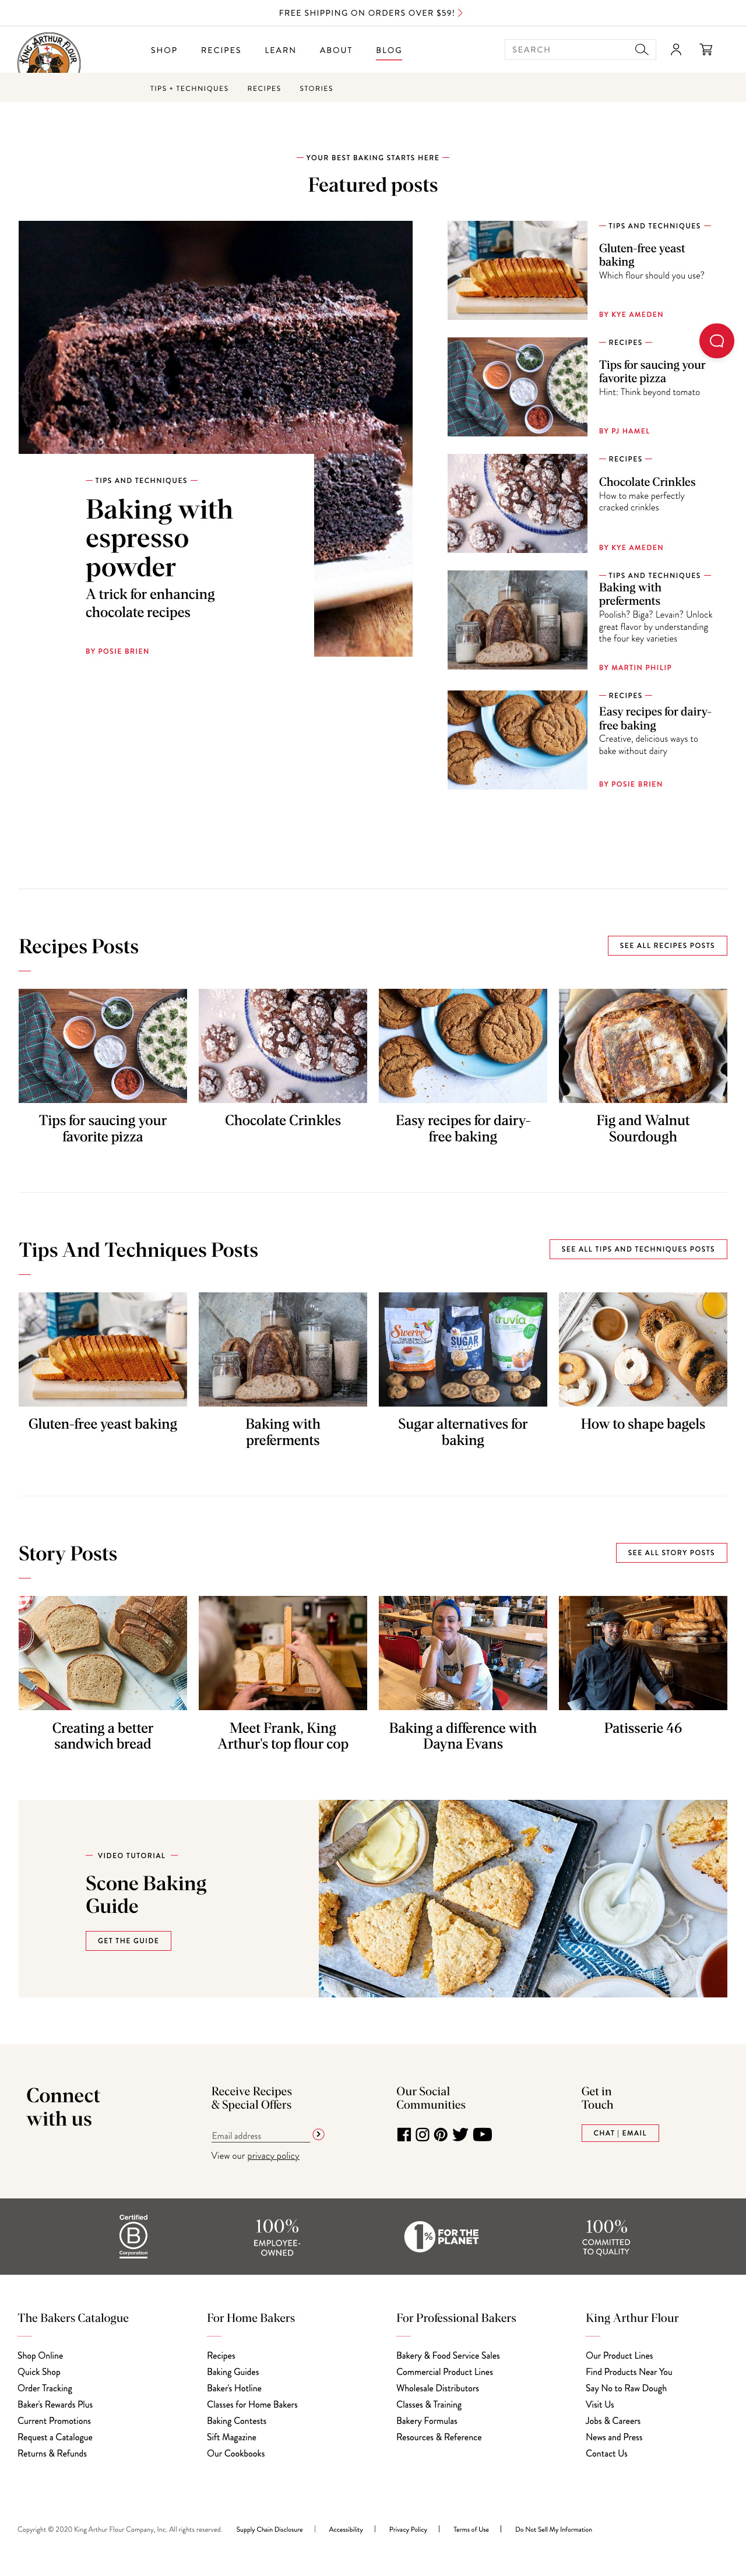 FREE SHIPPING ON ORDERS OVER $59!
KING ARTHUR FLOUR
SHOP
RECIPES
LEARN
ABOUT
BLOG
SEARCH
TIPS + TECHNIQUES
RECIPES
STORIES
YOUR BEST BAKING STARTS HERE
Featured posts
TIPS AND TECHNIQUES
Baking with
espresso
powder
A trick for enhancing
chocolate recipes
BY POSIE BRIEN
TIPS AND TECHNIQUES
Gluten-free yeast
baking
Which flour should you use?
BY KYE AMEDEN
RECIPES
Tips for saucing your
favorite pizza
Hint: Think beyond tomato
BY PJ HAMEL
RECIPES
Chocolate Crinkles
How to make perfectly
cracked crinkles
BY KYE AMEDEN
TIPS AND TECHNIQUES
Baking with
preferments
Poolish? Biga? Levain? Unlock
great flavor by understanding
the four key varieties
BY MARTIN PHILIP
RECIPES
Easy recipes for dairy-
free baking
Creative, delicious ways to
bake without dairy
BY POSIE BRIEN
Recipes Posts
SEE ALL RECIPES POSTS
Tips for saucing your
favorite pizza
Chocolate Crinkles
Easy recipes for dairy-
free baking
Fig and Walnut
Sourdough
Tips And Techniques Posts
SEE ALL TIPS AND TECHNIQUES POSTS
Swerve
SUGAR
truvia
Gluten-free yeast baking
Baking with
preferments
Sugar alternatives for
baking
How to shape bagels
Story Posts
SEE ALL STORY POSTS
Creating a better
sandwich bread
Meet Frank, King
Arthur's top flour cop
Baking a difference with
Dayna Evans
Patisserie 46
VIDEO TUTORIAL
Scone Baking
Guide
GET THE GUIDE
Connect
with us
Receive Recipes
& Special Offers
Email address
View our privacy policy
Our Social
Communities
Get in
Touch
CHAT | EMAIL
Certified
B
Corporation
100%
EMPLOYEE-
OWNED
1%
FOR THE
PLANET
100%
COMMITTED
TO QUALITY
The Bakers Catalogue
Shop Online
Quick Shop
Order Tracking
Baker's Rewards Plus
Current Promotions
Request a Catalogue
Returns & Refunds
For Home Bakers
Recipes
Baking Guides
Baker's Hotline
Classes for Home Bakers
Baking Contests
Sift Magazine
Our Cookbooks
For Professional Bakers
Bakery & Food Service Sales
Commercial Product Lines
Wholesale Distributors
Classes & Training
Bakery Formulas
Resources & Reference
King Arthur Flour
Our Product Lines
Find Products Near You
Say No to Raw Dough
Visit Us
Jobs & Careers
News and Press
Contact Us
Copyright © 2020 King Arthur Flour Company, Inc. All rights reserved.
Supply Chain Disclosure | Accessibility | Privacy Policy | Terms of Use | Do Not Sell My Information